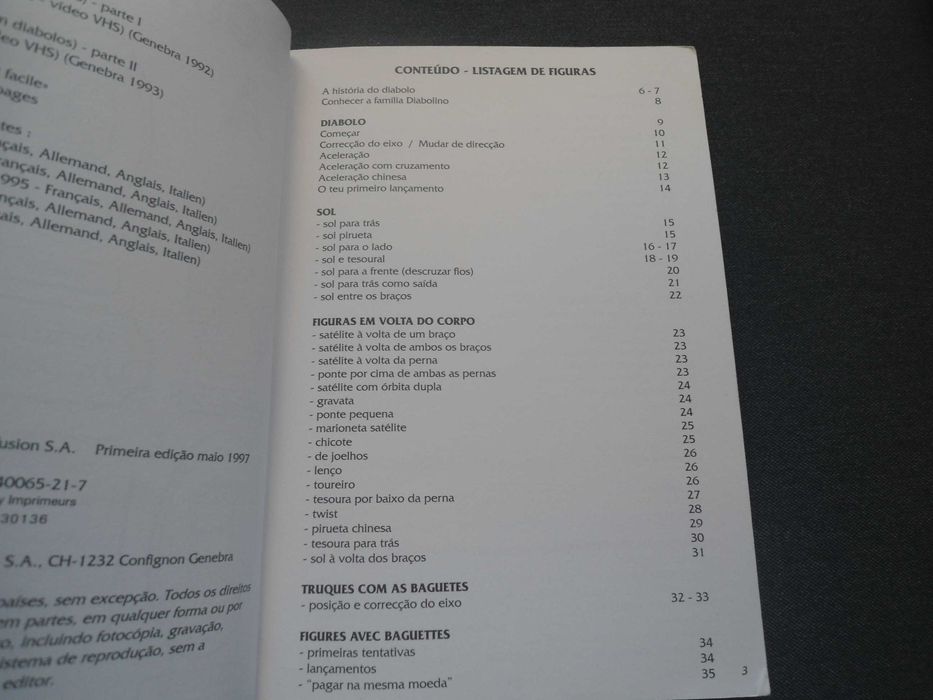 - parte I
video VHS) (Genebra 1992)
diabolos) - parte II
VHS) (Genebra 1993)
facile»
pages
Allemand, Anglais, Italien)
Allemand, Anglais, Italien)
1995 - Français, Allemand, Anglais, Italien)
Allemand, Anglais, Italien)
Allemand, Anglais, Italien)
S.A. Primeira edição maio 1997
40065-21-7
Imprimeurs
30136
S.A., CH-1232 Confignon Genebra
países, sem excepção. Todos os direitos
em partes, em qualquer forma ou por
incluindo fotocópia, gravação,
sistema de reprodução, sem a
editor.
CONTEÚDO - LISTAGEM DE FIGURAS
A história do diabolo 6 - 7
Conhecer a família Diabolino 8
DIABOLO 9
Começar 10
Correcção do eixo / Mudar de direcção 11
Aceleração 12
Aceleração com cruzamento 12
Aceleração chinesa 13
O teu primeiro lançamento 14
SOL
- sol para trás 15
- sol pirueta 15
- sol para o lado 16 - 17
- sol e tesoural 18 - 19
- sol para a frente (descruzar fios) 20
- sol para trás como saída 21
- sol entre os braços 22
FIGURAS EM VOLTA DO CORPO
- satélite à volta de um braço 23
- satélite à volta de ambos os braços 23
- satélite à volta da perna 23
- ponte por cima de ambas as pernas 23
- satélite com órbita dupla 24
- gravata 24
- ponte pequena 24
- marioneta satélite 25
- chicote 25
- de joelhos 26
- lenço 26
- toureiro 26
- tesoura por baixo da perna 27
- twist 28
- pirueta chinesa 29
- tesoura para trás 30
- sol à volta dos braços 31
TRUQUES COM AS BAGUETES
- posição e correcção do eixo 32 - 33
FIGURES AVEC BAGUETTES
- primeiras tentativas 34
- lançamentos 34
- "pagar na mesma moeda" 35
3